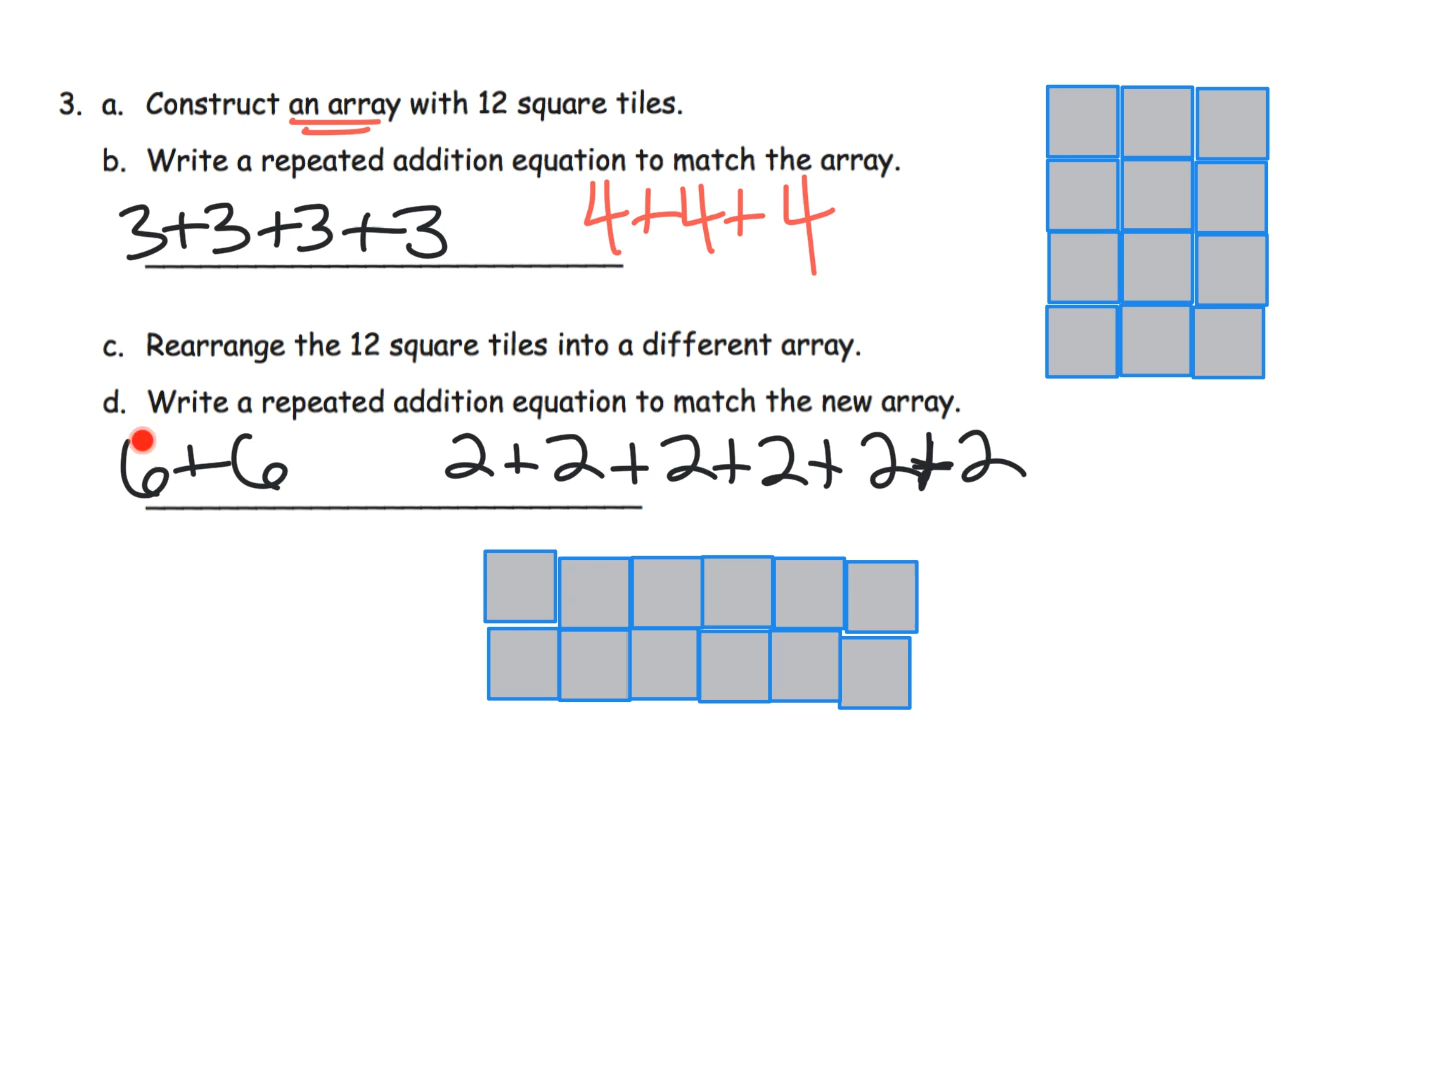 3. a. Construct an array with 12 square tiles.
b. Write a repeated addition equation to match the array.
3+3+3+3 4+4+4
c. Rearrange the 12 square tiles into a different array.
d. Write a repeated addition equation to match the new array.
6+6 2+2+2+2+2+2